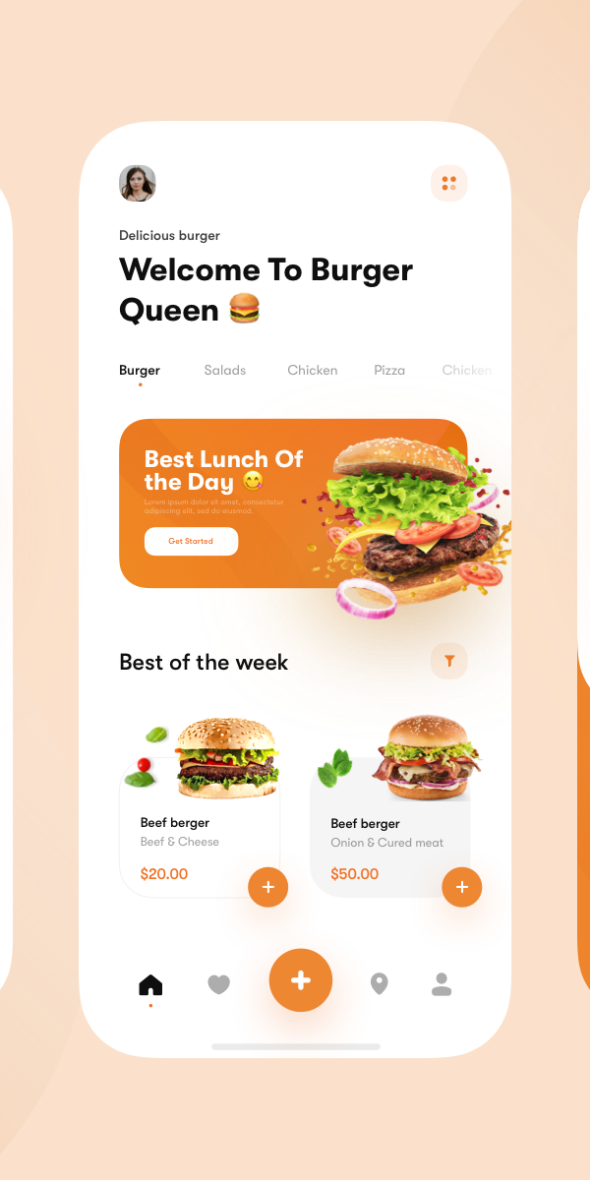 Delicious burger
Welcome To Burger
Queen 🍔
Burger Salads Chicken Pizza Chicken
Best Lunch Of
the Day 😋
Lorem ipsum dolor sit amet, consectetur
adipiscing elit, sed do eiusmod.
Get Started
Best of the week
Beef berger
Beef & Cheese
$20.00
Beef berger
Onion & Cured meat
$50.00